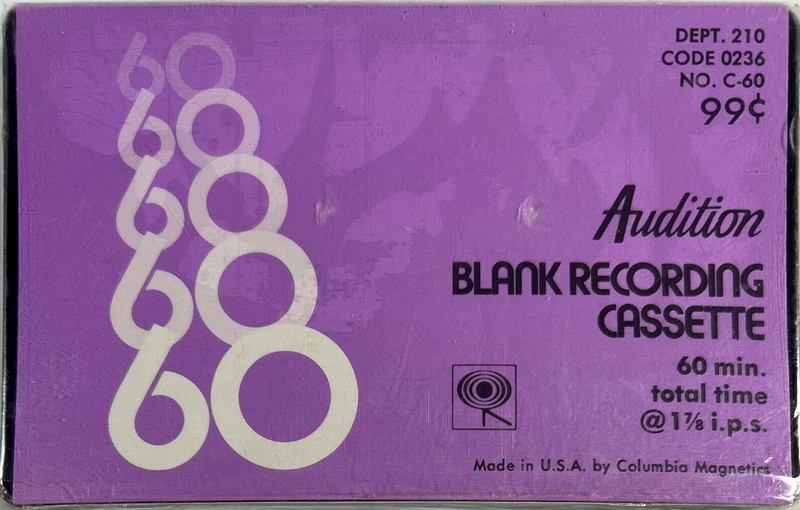 60
60
60
60
60
DEPT. 210
CODE 0236
NO. C-60
99¢
Audition
BLANK RECORDING
CASSETTE
60 min.
total time
@ 1⅞ i.p.s.
Made in U.S.A. by Columbia Magnetics